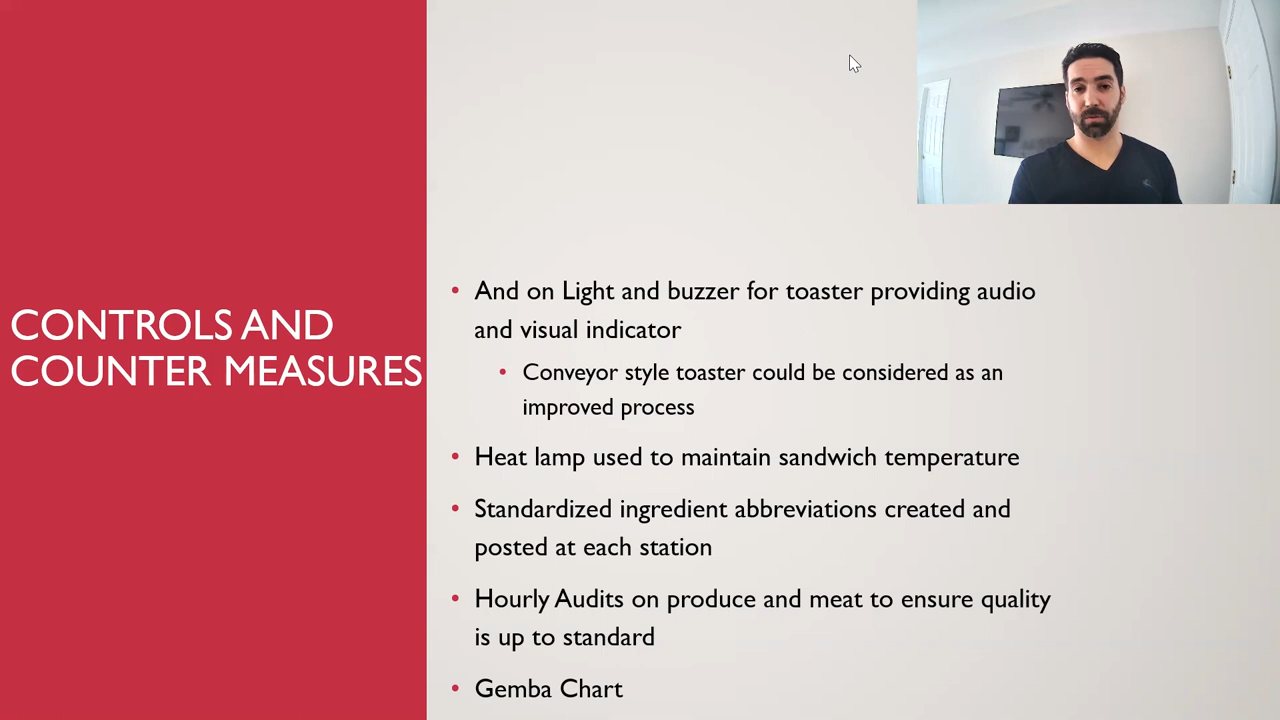 CONTROLS AND
COUNTER MEASURES
• And on Light and buzzer for toaster providing audio
and visual indicator
• Conveyor style toaster could be considered as an
improved process
• Heat lamp used to maintain sandwich temperature
• Standardized ingredient abbreviations created and
posted at each station
• Hourly Audits on produce and meat to ensure quality
is up to standard
• Gemba Chart